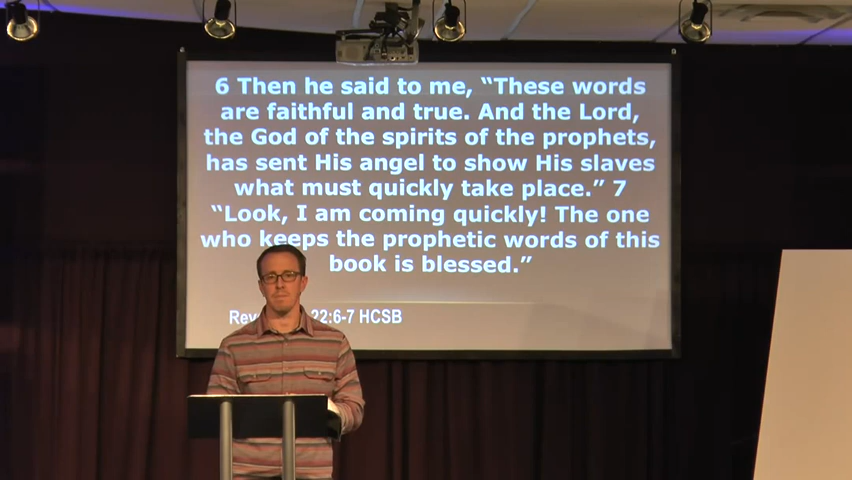 6 Then he said to me, “These words
are faithful and true. And the Lord,
the God of the spirits of the prophets,
has sent His angel to show His slaves
what must quickly take place.” 7
“Look, I am coming quickly! The one
who keeps the prophetic words of this
book is blessed.”
22:6-7 HCSB